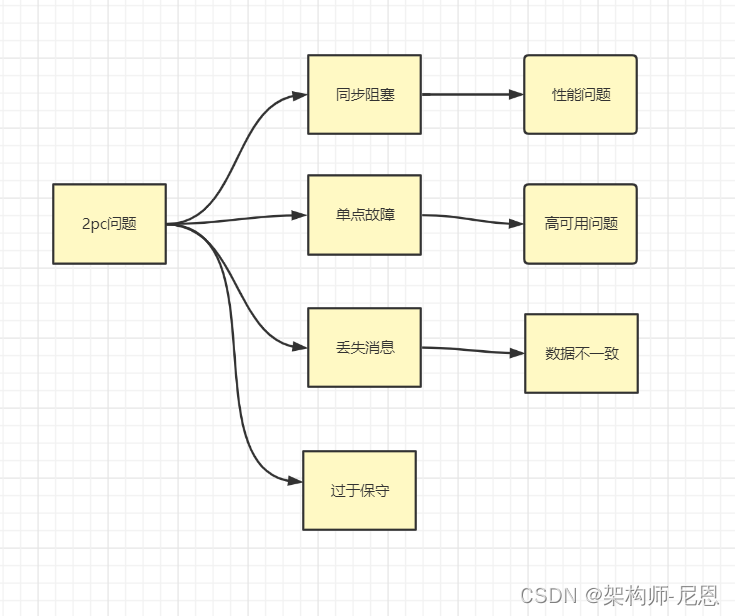 同步阻塞
性能问题
2pc问题
单点故障
高可用问题
丢失消息
数据不一致
过于保守
CSDN @架构师-尼恩